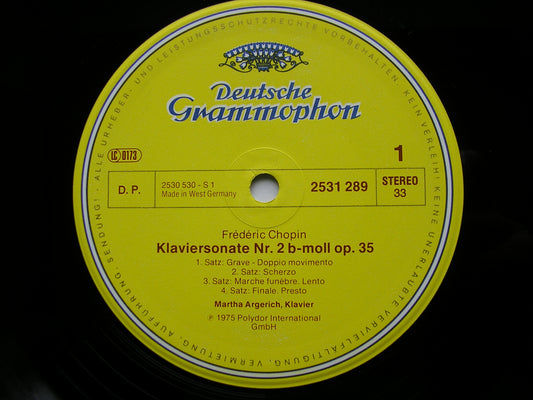 ALLE URHEBER- UND LEISTUNGSSCHUTZRECHTE VORBEHALTEN. KEIN VERLEIH! KEINE UNERLAUBTE VERVIELFÄLTIGUNG, VERMIETUNG, AUFFÜHRUNG, SENDUNG!
Deutsche
Grammophon
LC 0173
1
D. P.
2530 530 - S 1
Made in West Germany
2531 289
STEREO
33
Frédéric Chopin
Klaviersonate Nr. 2 b-moll op. 35
1. Satz: Grave - Doppio movimento
2. Satz: Scherzo
3. Satz: Marche funèbre. Lento
4. Satz: Finale. Presto
Martha Argerich, Klavier
℗ 1975 Polydor International
GmbH